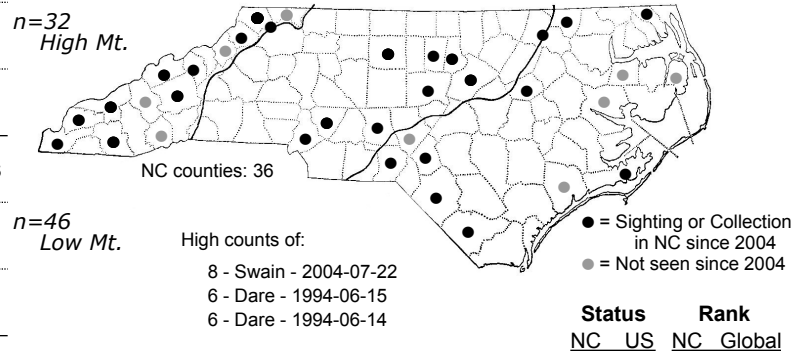 n=32
High Mt.
NC counties: 36
n=46
Low Mt.
High counts of:
8 - Swain - 2004-07-22
6 - Dare - 1994-06-15
6 - Dare - 1994-06-14
= Sighting or Collection
in NC since 2004
= Not seen since 2004
Status Rank
NC US NC Global